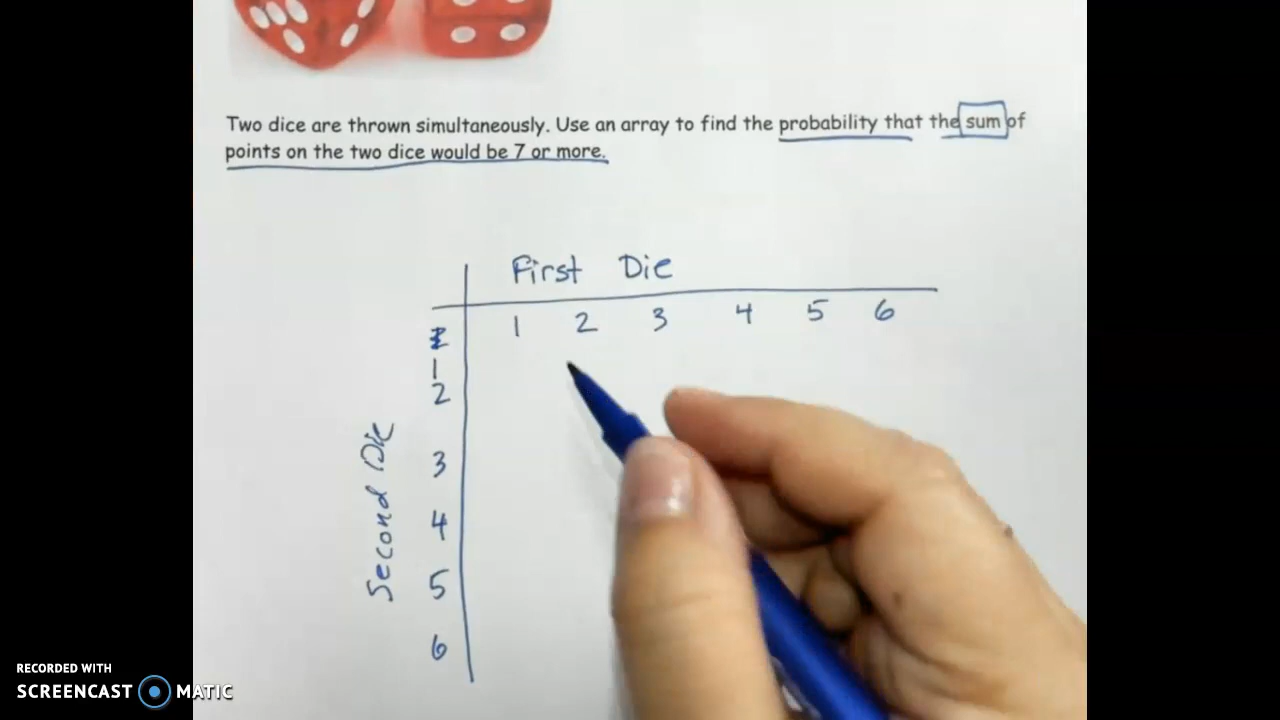 Two dice are thrown simultaneously. Use an array to find the probability that the sum of
points on the two dice would be 7 or more.
First Die
1 2 3 4 5 6
1
2
3
4
5
6
Second Die
RECORDED WITH
SCREENCAST MATIC